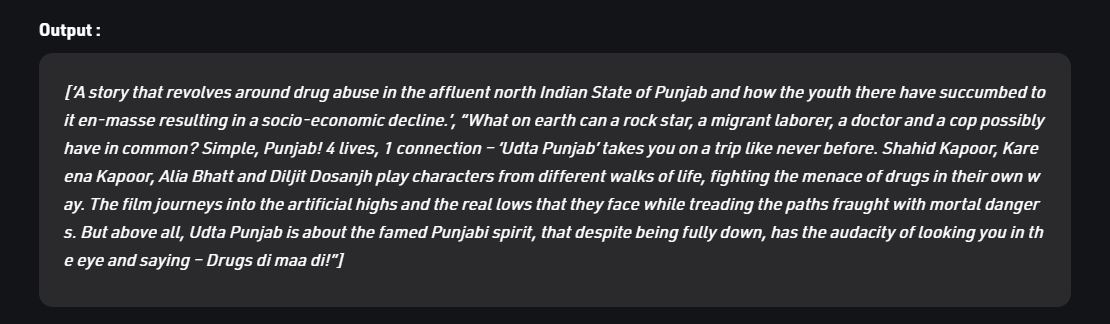 Output :
['A story that revolves around drug abuse in the affluent north Indian State of Punjab and how the youth there have succumbed to
it en-masse resulting in a socio-economic decline.', "What on earth can a rock star, a migrant laborer, a doctor and a cop possibly
have in common? Simple, Punjab! 4 lives, 1 connection – 'Udta Punjab' takes you on a trip like never before. Shahid Kapoor, Kare
ena Kapoor, Alia Bhatt and Diljit Dosanjh play characters from different walks of life, fighting the menace of drugs in their own w
ay. The film journeys into the artificial highs and the real lows that they face while treading the paths fraught with mortal danger
s. But above all, Udta Punjab is about the famed Punjabi spirit, that despite being fully down, has the audacity of looking you in th
e eye and saying – Drugs di maa di!"]